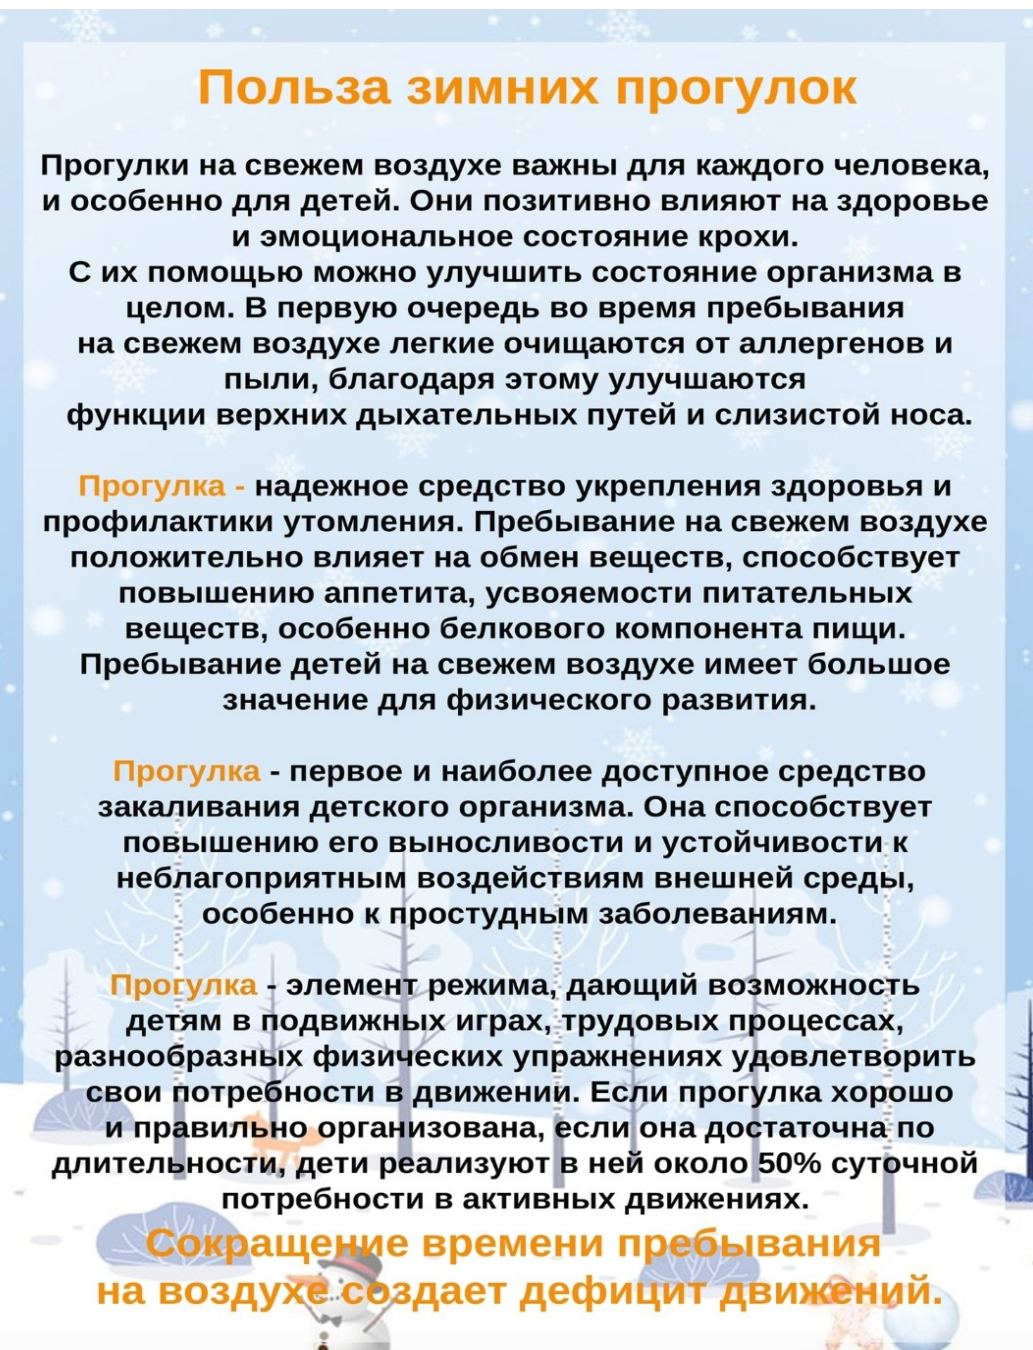 Польза зимних прогулок
Прогулки на свежем воздухе важны для каждого человека,
и особенно для детей. Они позитивно влияют на здоровье
и эмоциональное состояние крохи.
С их помощью можно улучшить состояние организма в
целом. В первую очередь во время пребывания
на свежем воздухе легкие очищаются от аллергенов и
пыли, благодаря этому улучшаются
функции верхних дыхательных путей и слизистой носа.
Прогулка - надежное средство укрепления здоровья и
профилактики утомления. Пребывание на свежем воздухе
положительно влияет на обмен веществ, способствует
повышению аппетита, усвояемости питательных
веществ, особенно белкового компонента пищи.
Пребывание детей на свежем воздухе имеет большое
значение для физического развития.
Прогулка - первое и наиболее доступное средство
закаливания детского организма. Она способствует
повышению его выносливости и устойчивости к
неблагоприятным воздействиям внешней среды,
особенно к простудным заболеваниям.
Прогулка - элемент режима, дающий возможность
детям в подвижных играх, трудовых процессах,
разнообразных физических упражнениях удовлетворить
свои потребности в движении. Если прогулка хорошо
и правильно организована, если она достаточна по
длительности, дети реализуют в ней около 50% суточной
потребности в активных движениях.
Сокращение времени пребывания
на воздухе создает дефицит движений.